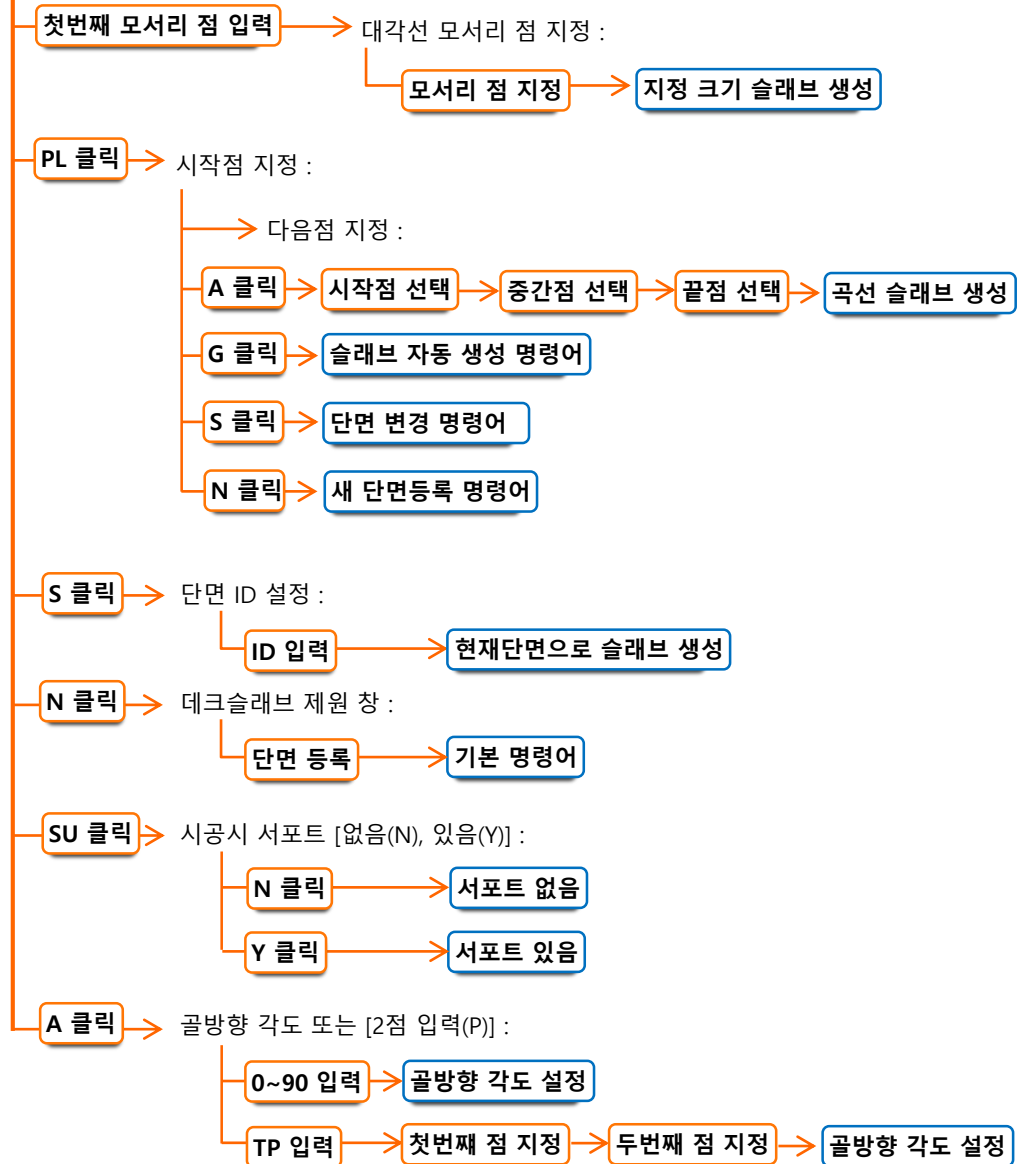 첫번째 모서리 점 입력 대각선 모서리 점 지정 :
모서리 점 지정 지정 크기 슬래브 생성
PL 클릭 시작점 지정 :
다음점 지정 :
A 클릭 시작점 선택 중간점 선택 끝점 선택 곡선 슬래브 생성
G 클릭 슬래브 자동 생성 명령어
S 클릭 단면 변경 명령어
N 클릭 새 단면등록 명령어
S 클릭 단면 ID 설정 :
ID 입력 현재단면으로 슬래브 생성
N 클릭 데크슬래브 제원 창 :
단면 등록 기본 명령어
SU 클릭 시공시 서포트 [없음(N), 있음(Y)] :
N 클릭 서포트 없음
Y 클릭 서포트 있음
A 클릭 골방향 각도 또는 [2점 입력(P)] :
0~90 입력 골방향 각도 설정
TP 입력 첫번째 점 지정 두번째 점 지정 골방향 각도 설정